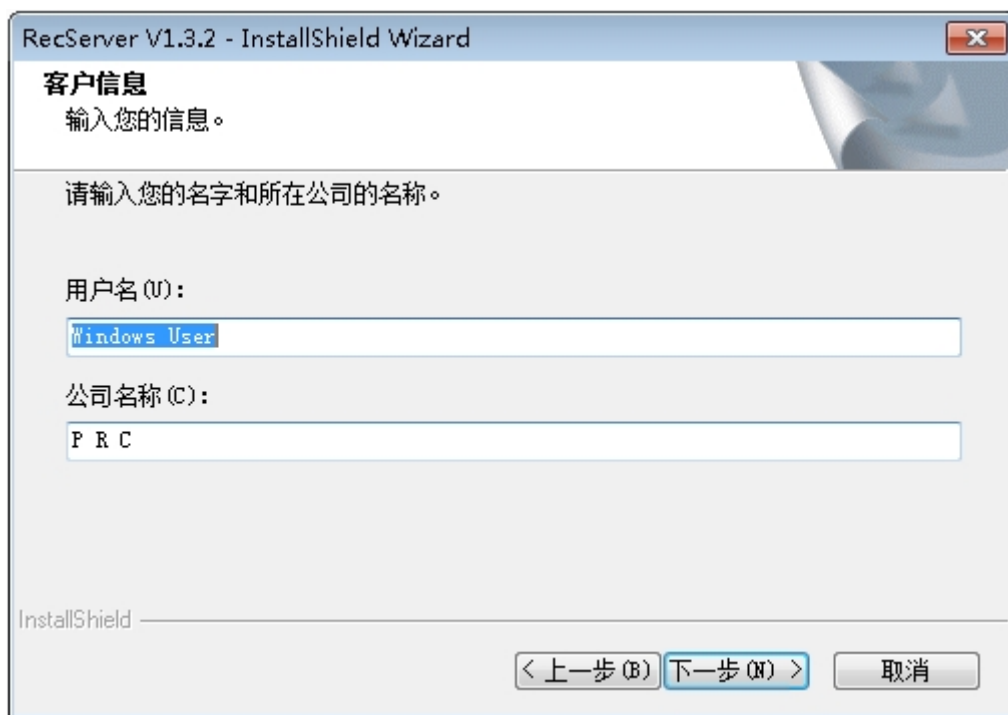 RecServer V1.3.2 - InstallShield Wizard
客户信息
输入您的信息。
请输入您的名字和所在公司的名称。
用户名(U):
Windows User
公司名称(C):
P R C
InstallShield
< 上一步(B) 下一步(N) > 取消